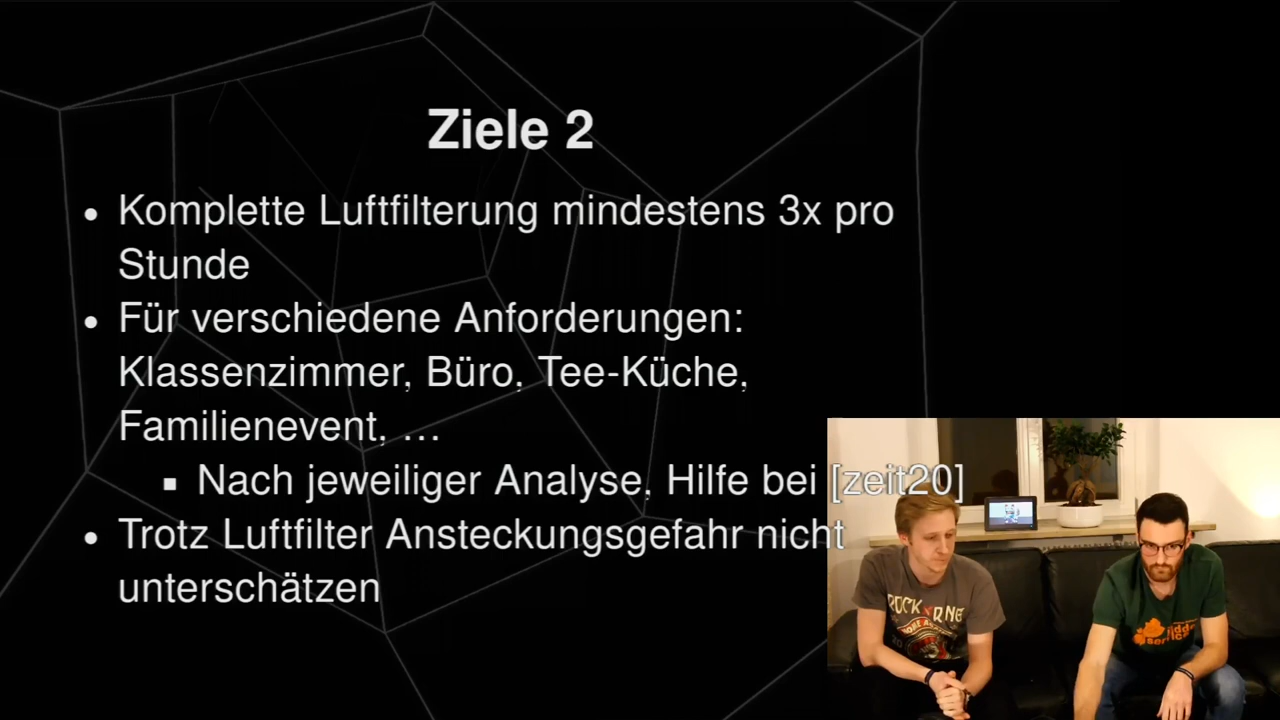 Ziele 2
Komplette Luftfilterung mindestens 3x pro
Stunde
Für verschiedene Anforderungen:
Klassenzimmer, Büro, Tee-Küche,
Familienevent, …
Nach jeweiliger Analyse, Hilfe bei [zeit20]
Trotz Luftfilter Ansteckungsgefahr nicht
unterschätzen